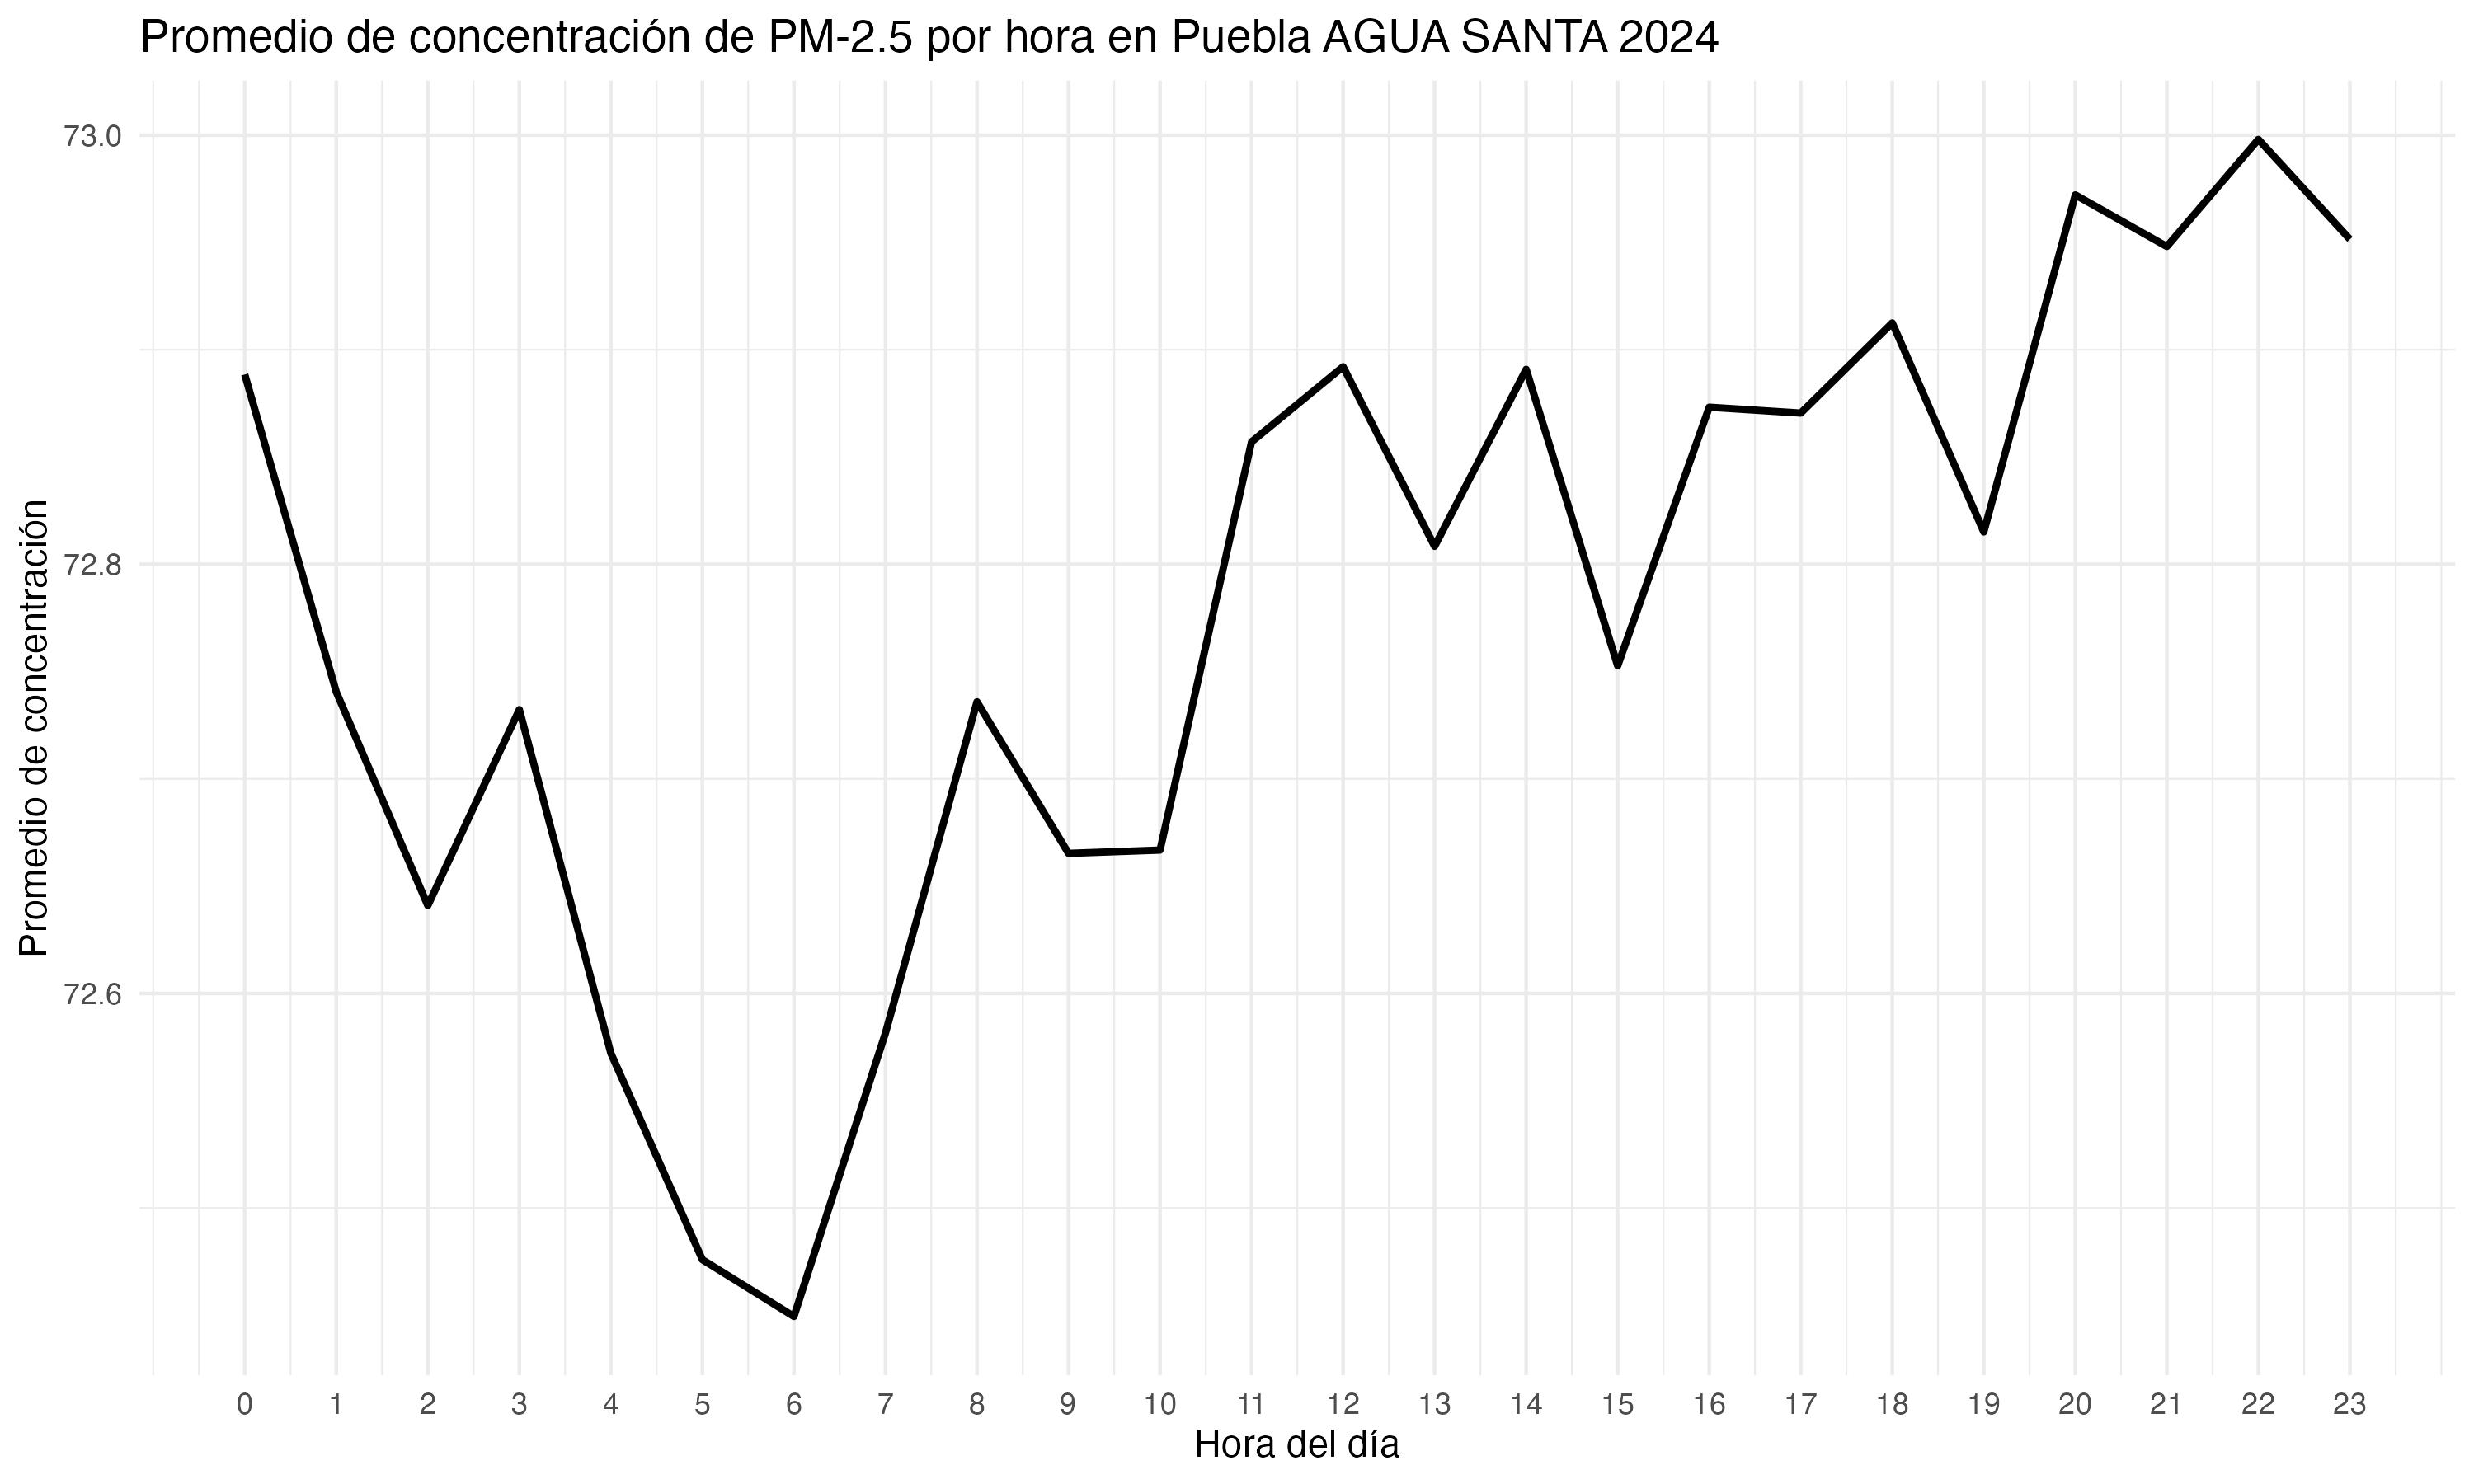 Promedio de concentración de PM-2.5 por hora en Puebla AGUA SANTA 2024
Promedio de concentración
73.0
72.8
72.6
0 1 2 3 4 5 6 7 8 9 10 11 12 13 14 15 16 17 18 19 20 21 22 23
Hora del día